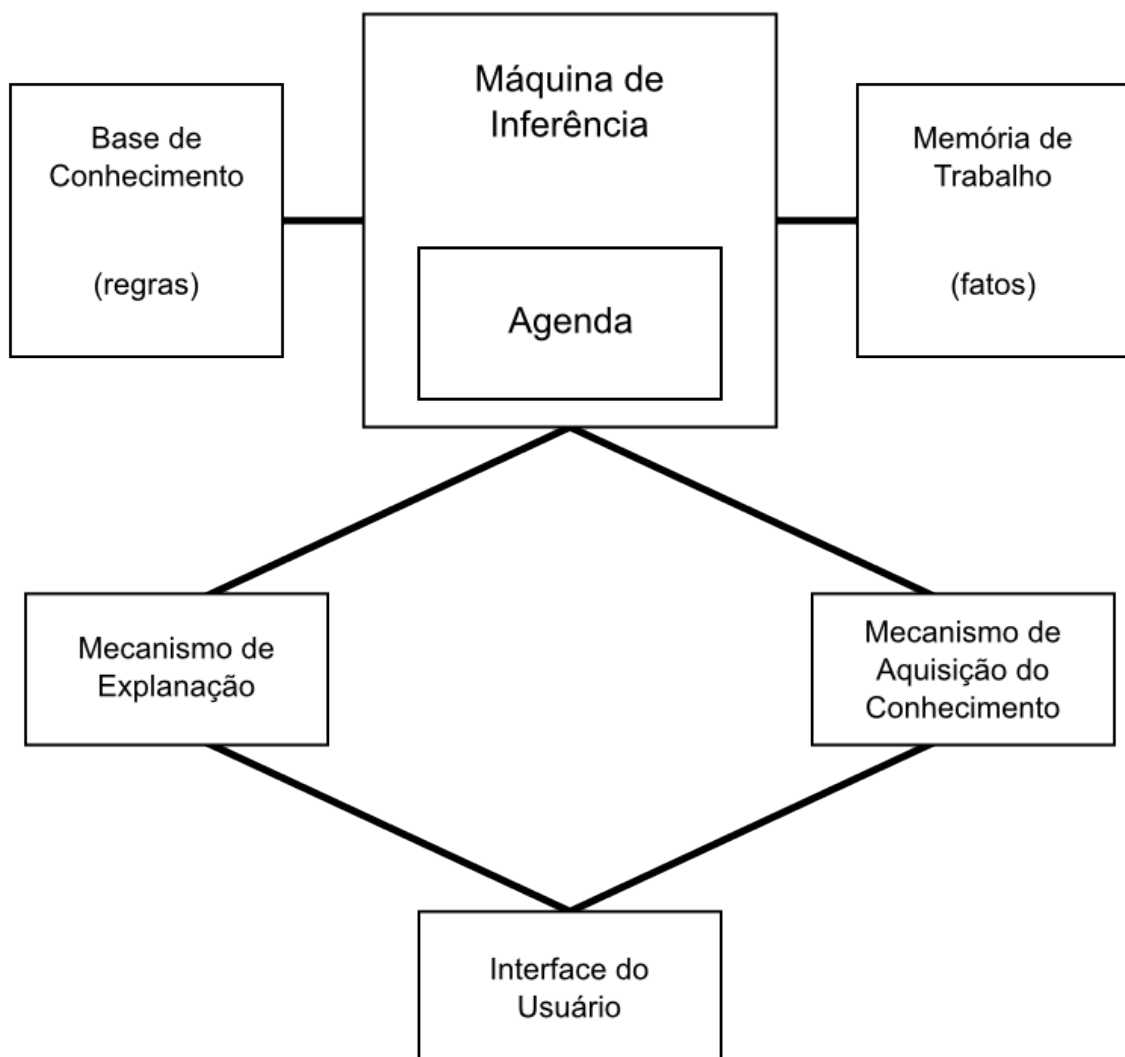 Máquina de
Inferência
Base de
Conhecimento
(regras)
Agenda
Memória de
Trabalho
(fatos)
Mecanismo de
Explanação
Mecanismo de
Aquisição do
Conhecimento
Interface do
Usuário